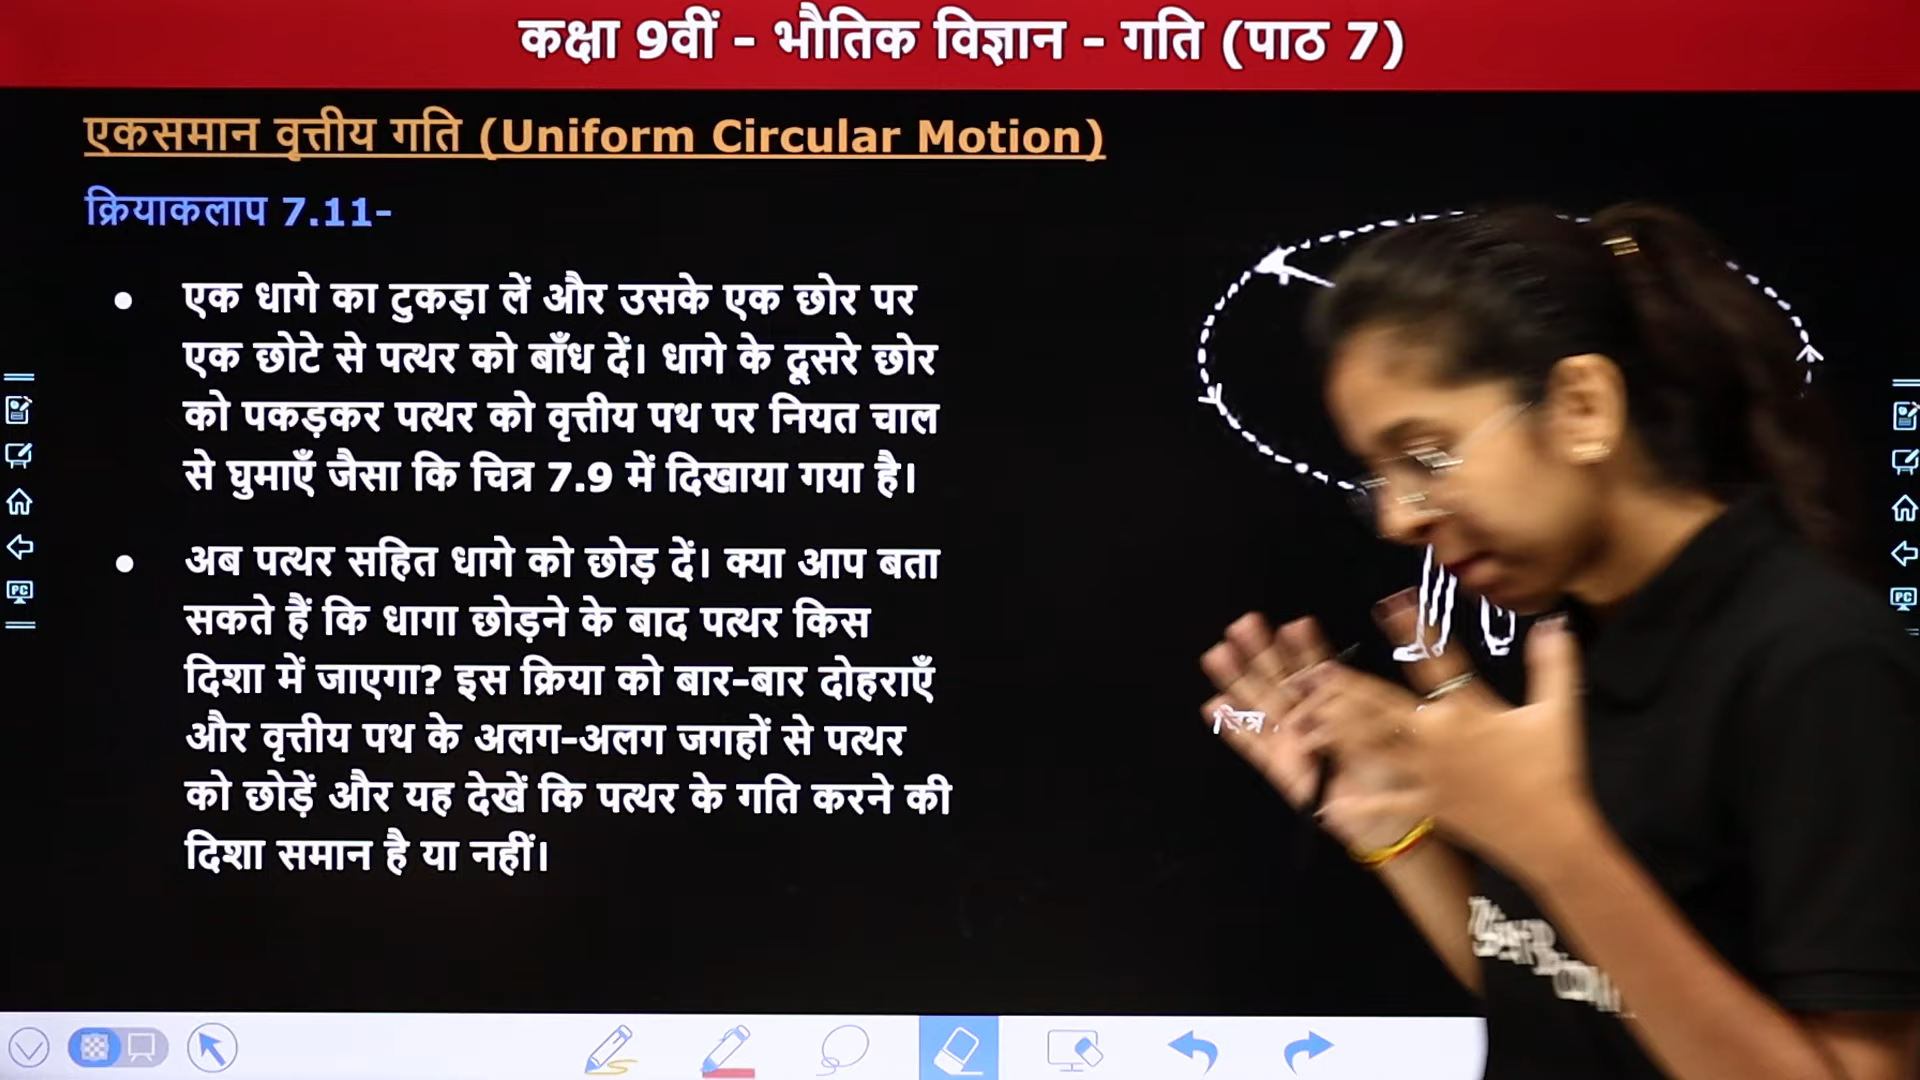 कक्षा 9वीं - भौतिक विज्ञान - गति (पाठ 7)
एकसमान वृत्तीय गति (Uniform Circular Motion)
क्रियाकलाप 7.11-
• एक धागे का टुकड़ा लें और उसके एक छोर पर
एक छोटे से पत्थर को बाँध दें। धागे के दूसरे छोर
को पकड़कर पत्थर को वृत्तीय पथ पर नियत चाल
से घुमाएँ जैसा कि चित्र 7.9 में दिखाया गया है।
• अब पत्थर सहित धागे को छोड़ दें। क्या आप बता
सकते हैं कि धागा छोड़ने के बाद पत्थर किस
दिशा में जाएगा? इस क्रिया को बार-बार दोहराएँ
और वृत्तीय पथ के अलग-अलग जगहों से पत्थर
को छोड़ें और यह देखें कि पत्थर के गति करने की
दिशा समान है या नहीं।
चित्र
PC
PC